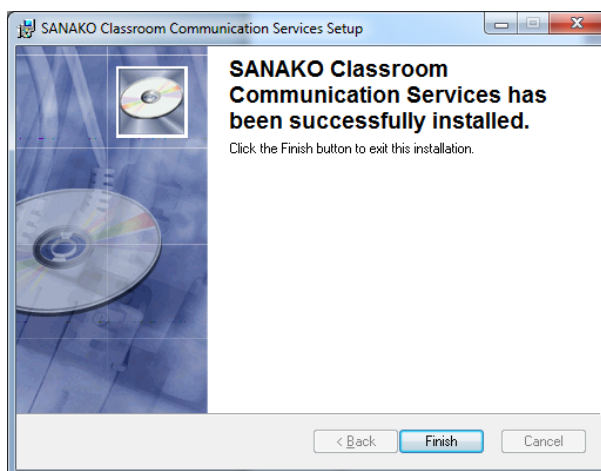 SANAKO Classroom Communication Services Setup
SANAKO Classroom
Communication Services has
been successfully installed.
Click the Finish button to exit this installation.
< Back
Finish
Cancel